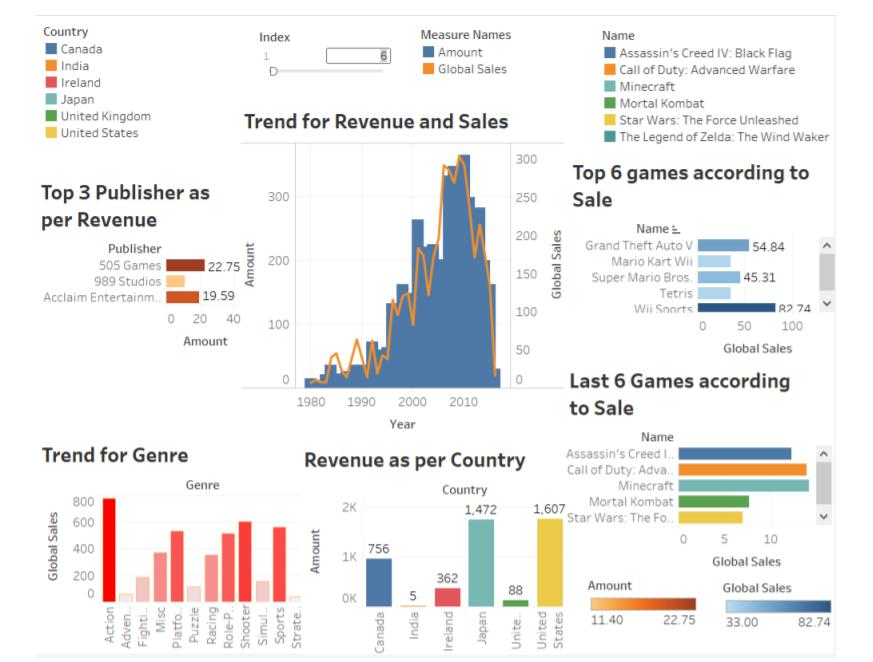 Country
Canada
India
Ireland
Japan
United Kingdom
United States
Index
1
6
Measure Names
Amount
Global Sales
Name
Assassin's Creed IV: Black Flag
Call of Duty: Advanced Warfare
Minecraft
Mortal Kombat
Star Wars: The Force Unleashed
The Legend of Zelda: The Wind Waker
Top 3 Publisher as
per Revenue
Publisher
505 Games
22.75
989 Studios
Acclaim Entertainm..
19.59
0 20 40
Amount
Trend for Revenue and Sales
Amount
300
200
100
0
Global Sales
300
250
200
150
100
50
0
1980 1990 2000 2010
Year
Top 6 games according to
Sale
Name
Grand Theft Auto V
54.84
Mario Kart Wii
Super Mario Bros.
45.31
Tetris
Wii Sports
82.74
0 50 100
Global Sales
Last 6 Games according
to Sale
Name
Assassin's Creed I..
Call of Duty: Adva..
Minecraft
Mortal Kombat
Star Wars: The Fo..
0 5 10
Global Sales
Trend for Genre
Genre
Global Sales
800
600
400
200
0
Action
Adven..
Fighti..
Misc
Platfo..
Puzzle
Racing
Role-P..
Shooter
Simul..
Sports
Strate..
Revenue as per Country
Country
Amount
2K
1K
0K
756
5
362
1,472
88
1,607
Canada
India
Ireland
Japan
Unite..
United
States
Amount
11.40 22.75
Global Sales
33.00 82.74